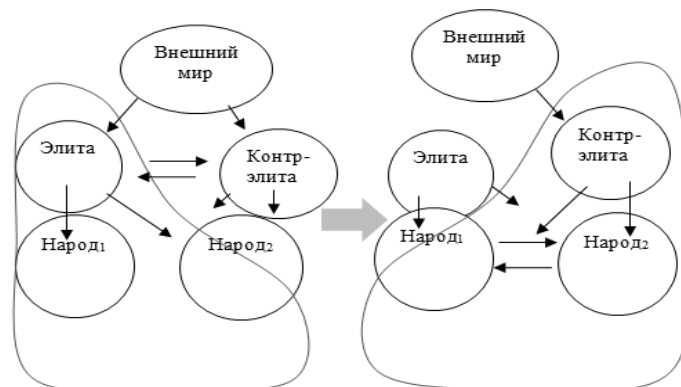 Внешний
мир
Элита
Контр-
элита
Народ1
Народ2
Внешний
мир
Элита
Контр-
элита
Народ1
Народ2